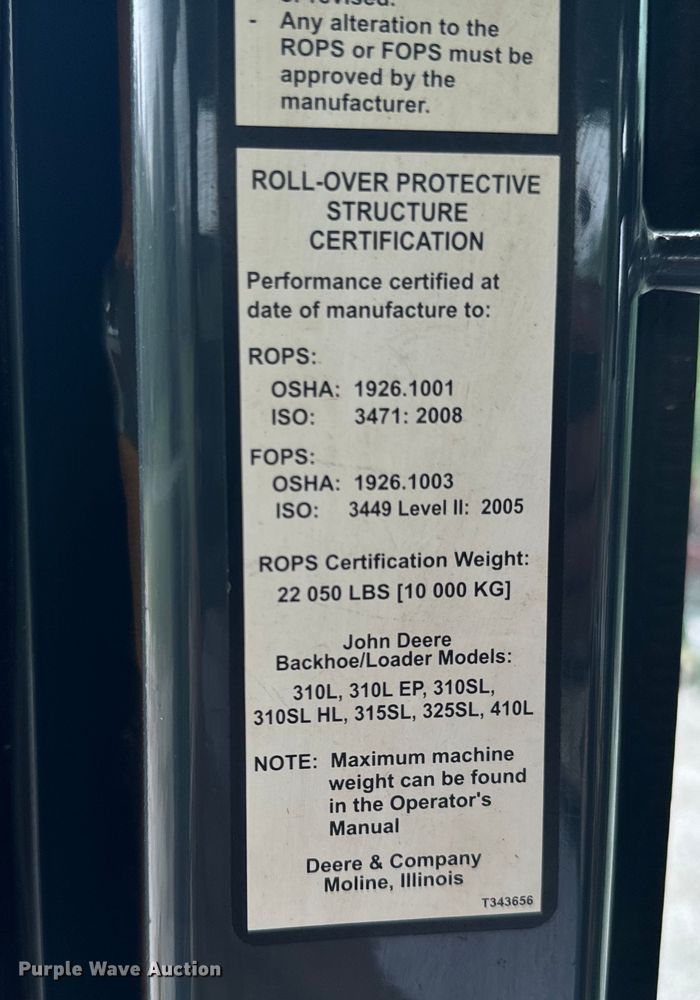 or revised.
- Any alteration to the
ROPS or FOPS must be
approved by the
manufacturer.
ROLL-OVER PROTECTIVE
STRUCTURE
CERTIFICATION
Performance certified at
date of manufacture to:
ROPS:
OSHA: 1926.1001
ISO: 3471: 2008
FOPS:
OSHA: 1926.1003
ISO: 3449 Level II: 2005
ROPS Certification Weight:
22 050 LBS [10 000 KG]
John Deere
Backhoe/Loader Models:
310L, 310L EP, 310SL,
310SL HL, 315SL, 325SL, 410L
NOTE: Maximum machine
weight can be found
in the Operator's
Manual
Deere & Company
Moline, Illinois
T343656
Purple Wave Auction